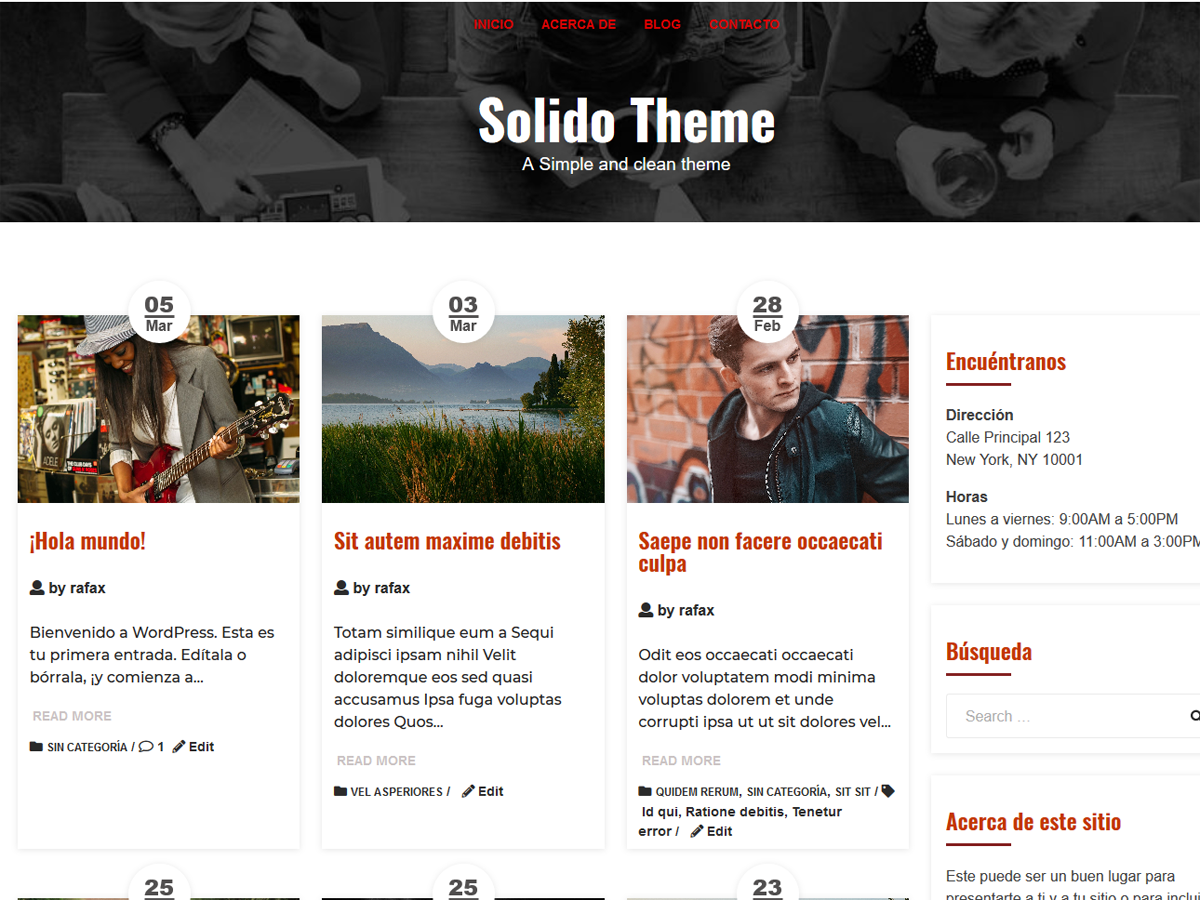 INICIO ACERCA DE BLOG CONTACTO
Solido Theme
A Simple and clean theme
05
Mar
ADELE
¡Hola mundo!
by rafax
Bienvenido a WordPress. Esta es
tu primera entrada. Edítala o
bórrala, ¡y comienza a...
READ MORE
SIN CATEGORÍA / 1 Edit
03
Mar
Sit autem maxime debitis
by rafax
Totam similique eum a Sequi
adipisci ipsam nihil Velit
doloremque eos sed quasi
accusamus Ipsa fuga voluptas
dolores Quos...
READ MORE
VEL ASPERIORES / Edit
28
Feb
Saepe non facere occaecati
culpa
by rafax
Odit eos occaecati occaecati
dolor voluptatem modi minima
voluptas dolorem et unde
corrupti ipsa ut ut sit dolores vel...
READ MORE
QUIDEM RERUM, SIN CATEGORÍA, SIT SIT /
Id qui, Ratione debitis, Tenetur
error / Edit
25
25
23
Encuéntranos
Dirección
Calle Principal 123
New York, NY 10001
Horas
Lunes a viernes: 9:00AM a 5:00PM
Sábado y domingo: 11:00AM a 3:00PM
Búsqueda
Search ...
Acerca de este sitio
Este puede ser un buen lugar para
presentarte a ti y a tu sitio o para inclui